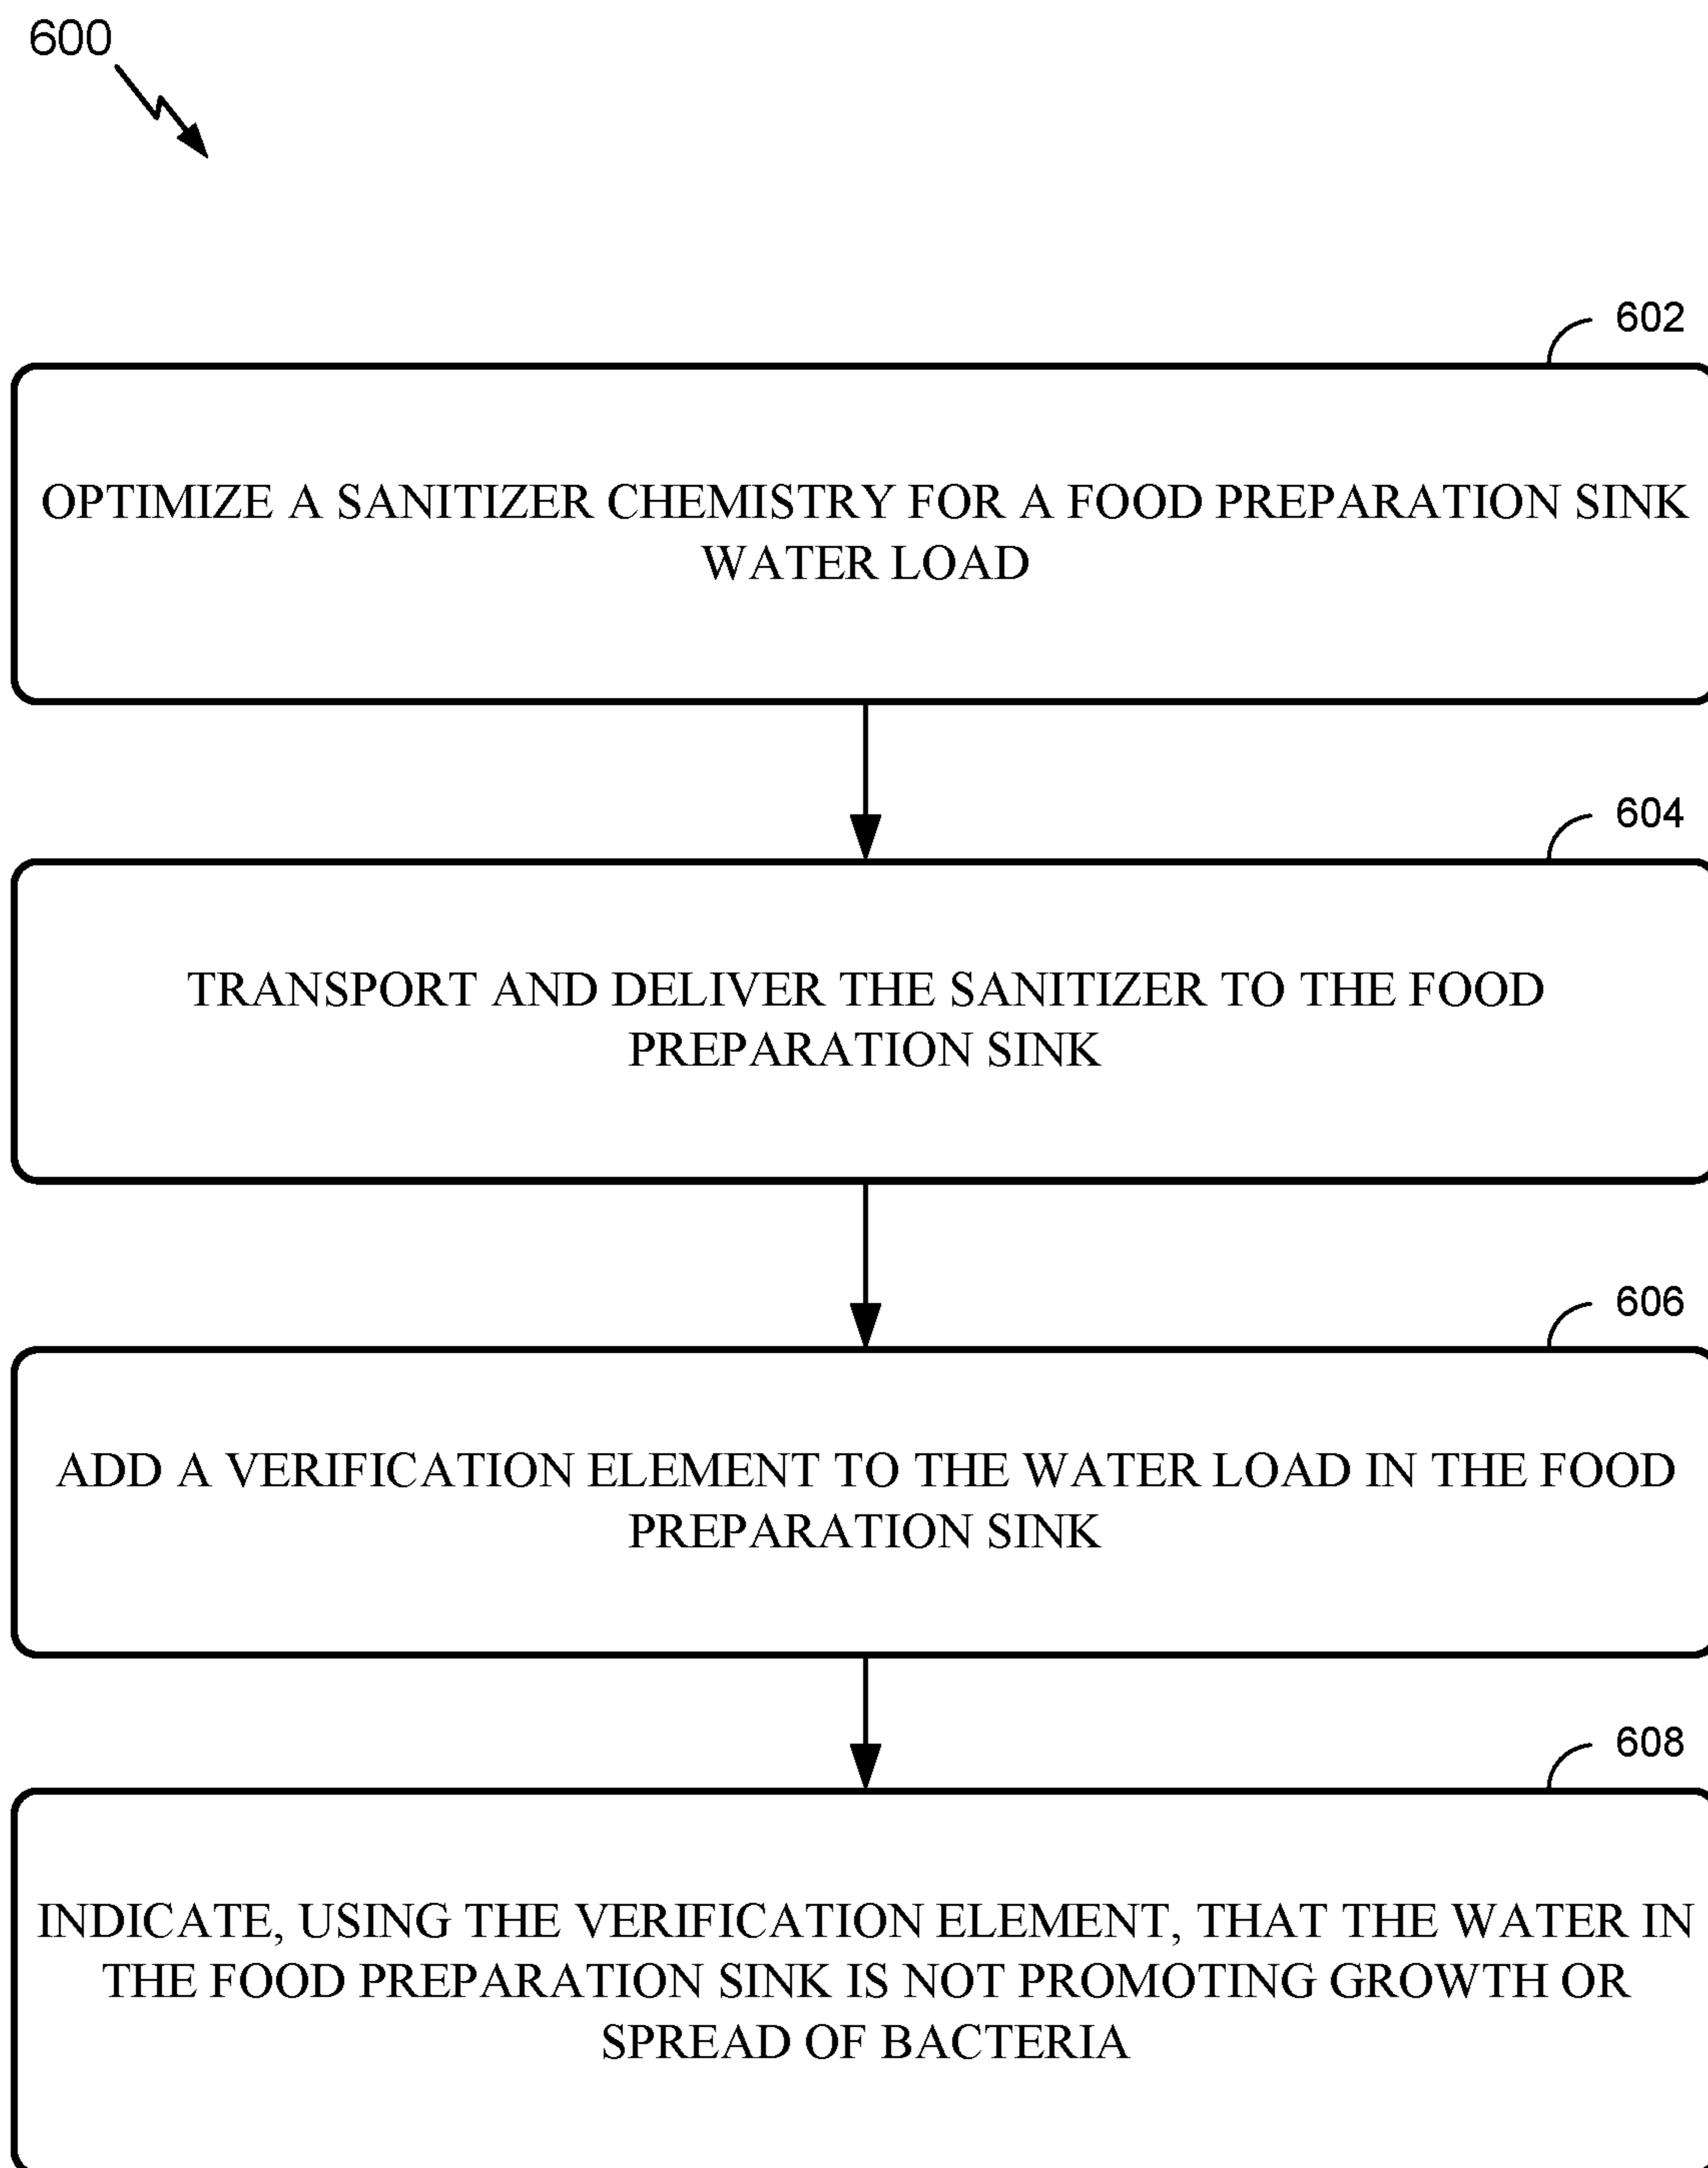 600
602
OPTIMIZE A SANITIZER CHEMISTRY FOR A FOOD PREPARATION SINK
WATER LOAD
604
TRANSPORT AND DELIVER THE SANITIZER TO THE FOOD
PREPARATION SINK
606
ADD A VERIFICATION ELEMENT TO THE WATER LOAD IN THE FOOD
PREPARATION SINK
608
INDICATE, USING THE VERIFICATION ELEMENT, THAT THE WATER IN
THE FOOD PREPARATION SINK IS NOT PROMOTING GROWTH OR
SPREAD OF BACTERIA